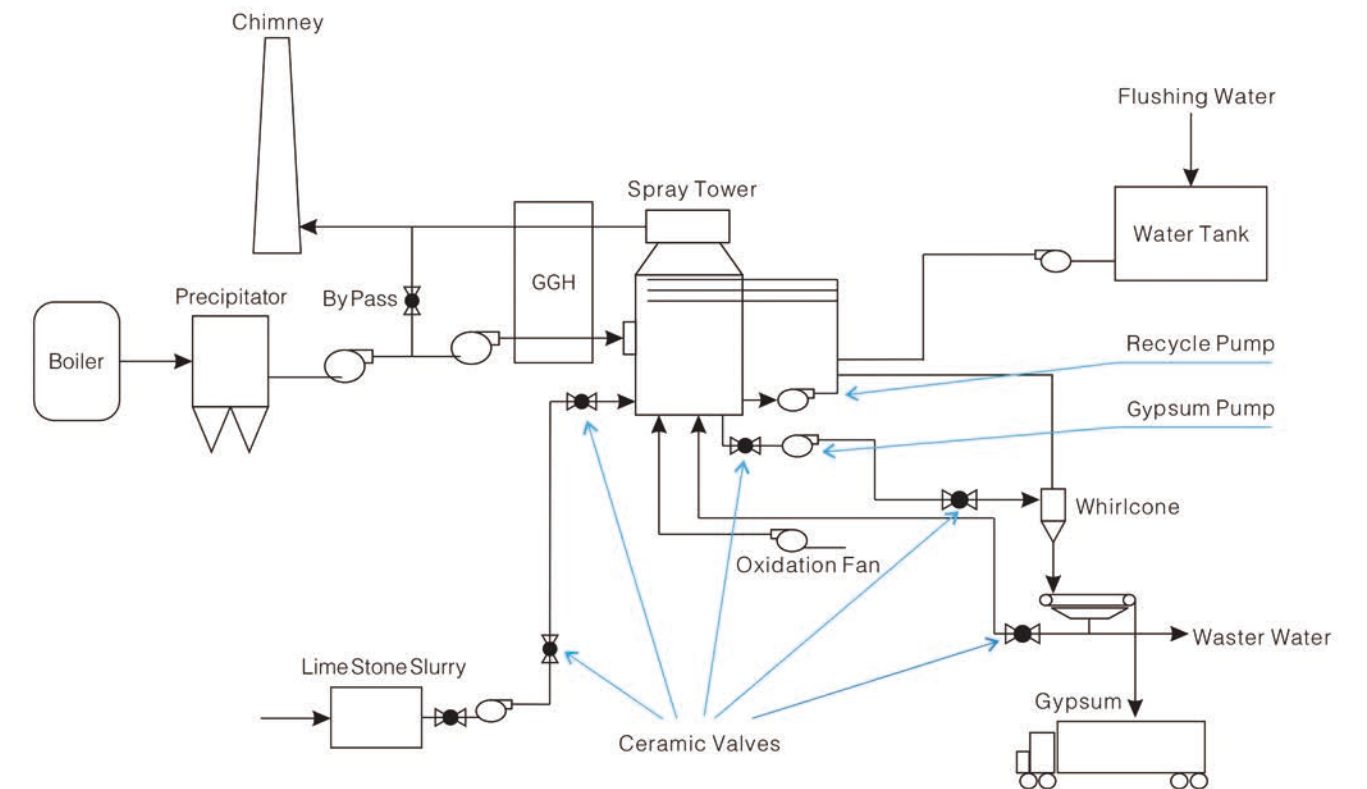 Chimney
Flushing Water
Spray Tower
Water Tank
GGH
Precipitator
By Pass
Boiler
Recycle Pump
Gypsum Pump
Whirlcone
Oxidation Fan
Waster Water
Lime Stone Slurry
Gypsum
Ceramic Valves